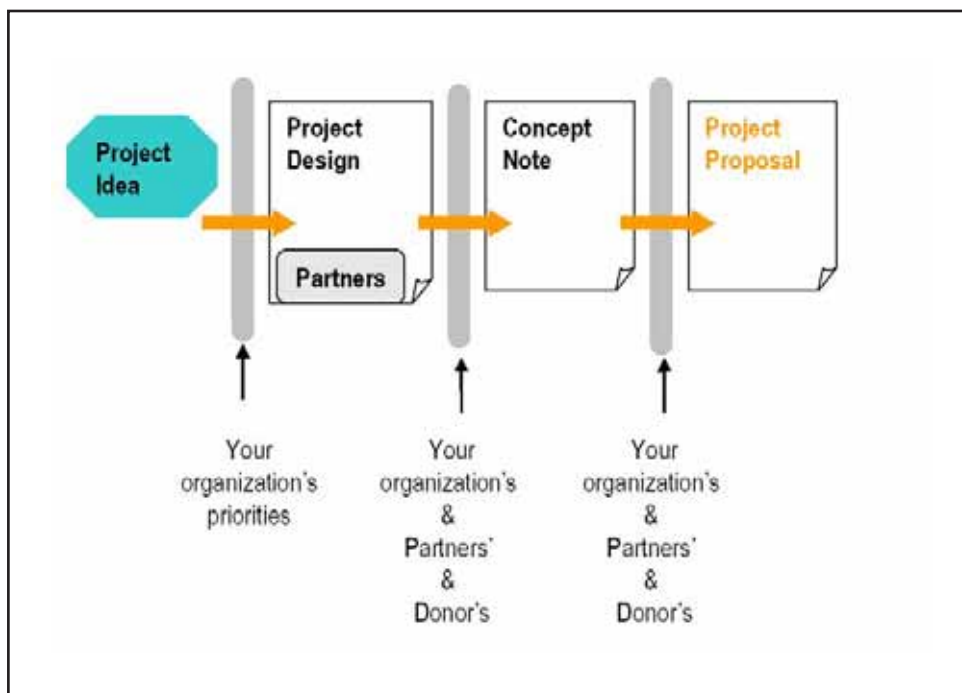 Project
Idea
Project
Design
Partners
Concept
Note
Project
Proposal
Your
organization's
priorities
Your
organization's
&
Partners'
&
Donor's
Your
organization's
&
Partners'
&
Donor's